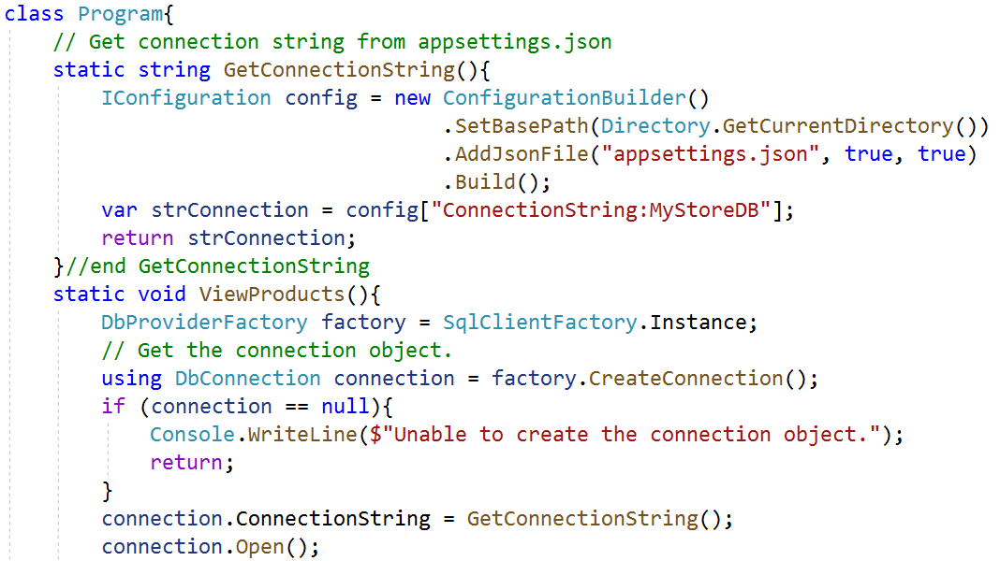 class Program{
    // Get connection string from appsettings.json
    static string GetConnectionString(){
        IConfiguration config = new ConfigurationBuilder()
                                    .SetBasePath(Directory.GetCurrentDirectory())
                                    .AddJsonFile("appsettings.json", true, true)
                                    .Build();
        var strConnection = config["ConnectionString:MyStoreDB"];
        return strConnection;
    }//end GetConnectionString
    static void ViewProducts(){
        DbProviderFactory factory = SqlClientFactory.Instance;
        // Get the connection object.
        using DbConnection connection = factory.CreateConnection();
        if (connection == null){
            Console.WriteLine($"Unable to create the connection object.");
            return;
        }
        connection.ConnectionString = GetConnectionString();
        connection.Open();